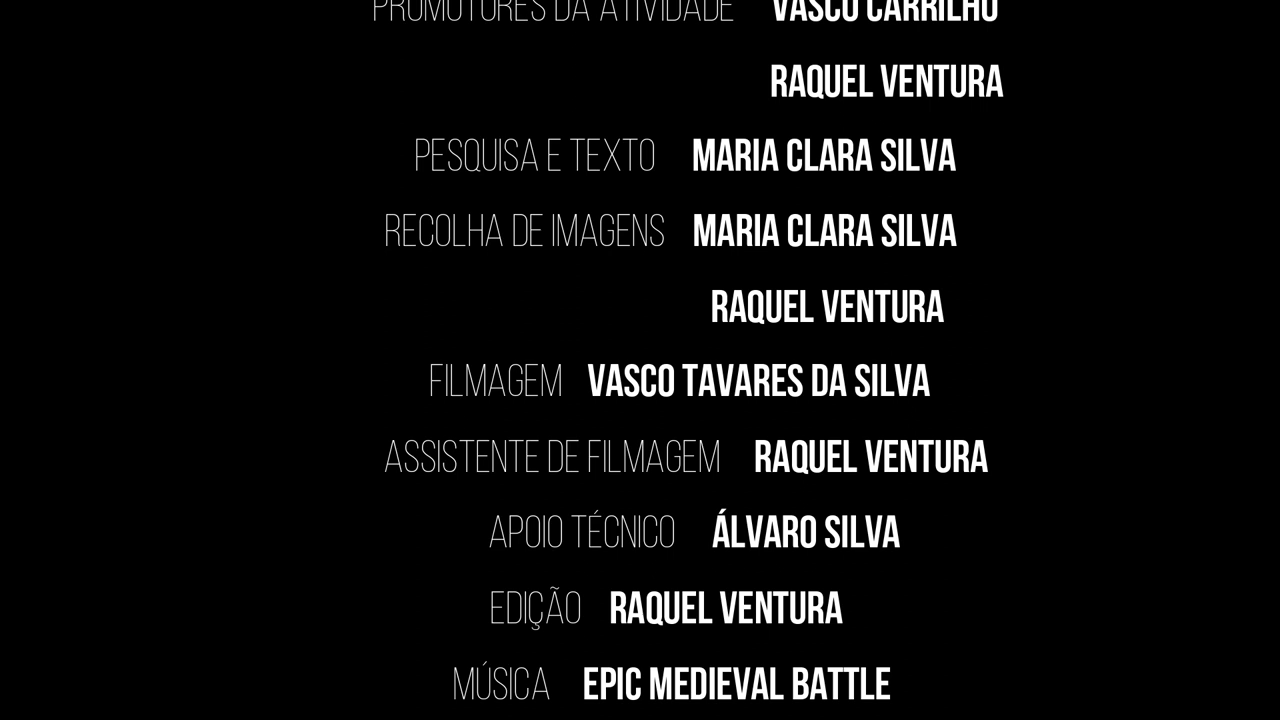 PROMOTORES DA ATIVIDADE VASCO CARRILHO
RAQUEL VENTURA
PESQUISA E TEXTO MARIA CLARA SILVA
RECOLHA DE IMAGENS MARIA CLARA SILVA
RAQUEL VENTURA
FILMAGEM VASCO TAVARES DA SILVA
ASSISTENTE DE FILMAGEM RAQUEL VENTURA
APOIO TÉCNICO ÁLVARO SILVA
EDIÇÃO RAQUEL VENTURA
MÚSICA EPIC MEDIEVAL BATTLE